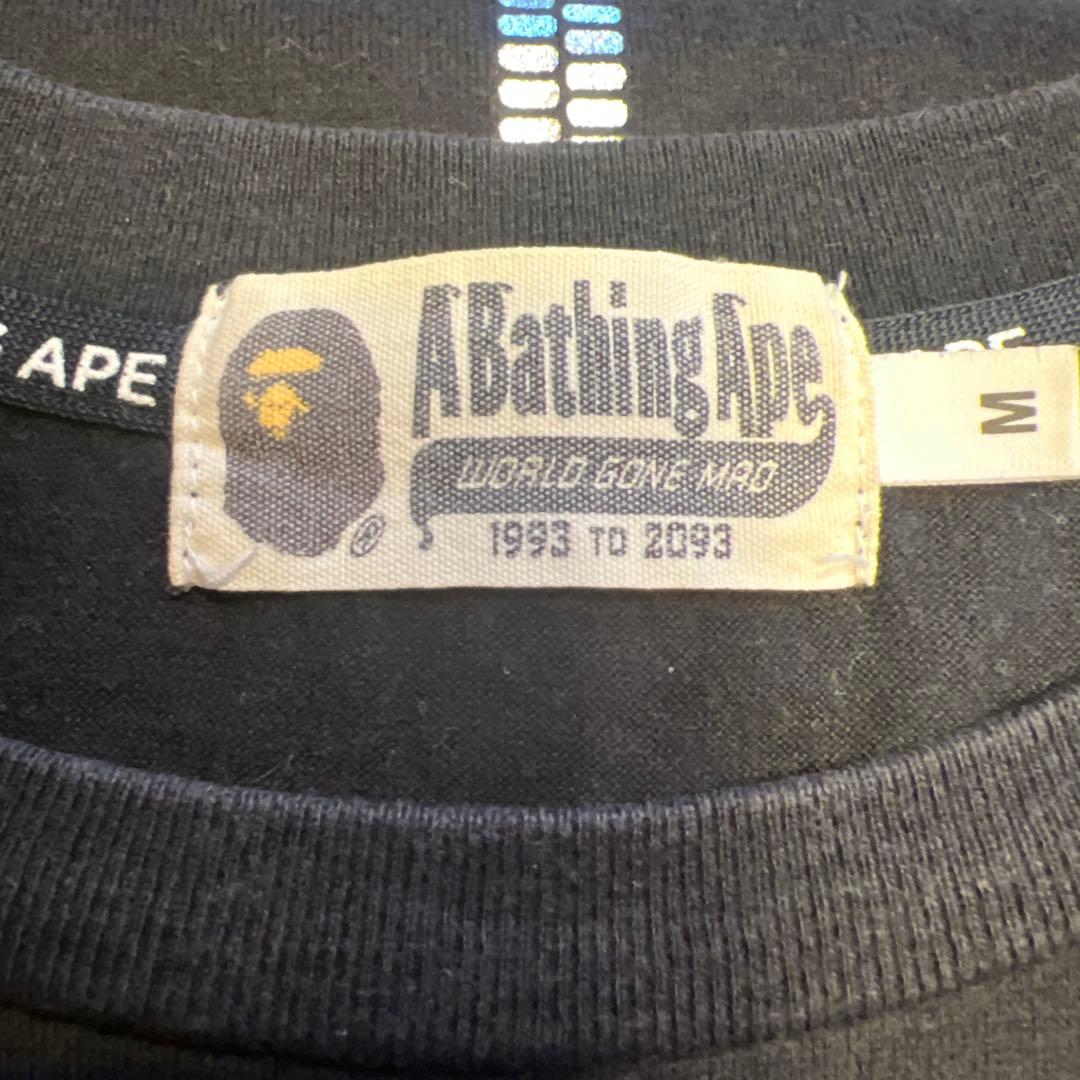 APE
A Bathing Ape
WORLD GONE MAD
®
1993 TO 2093
M